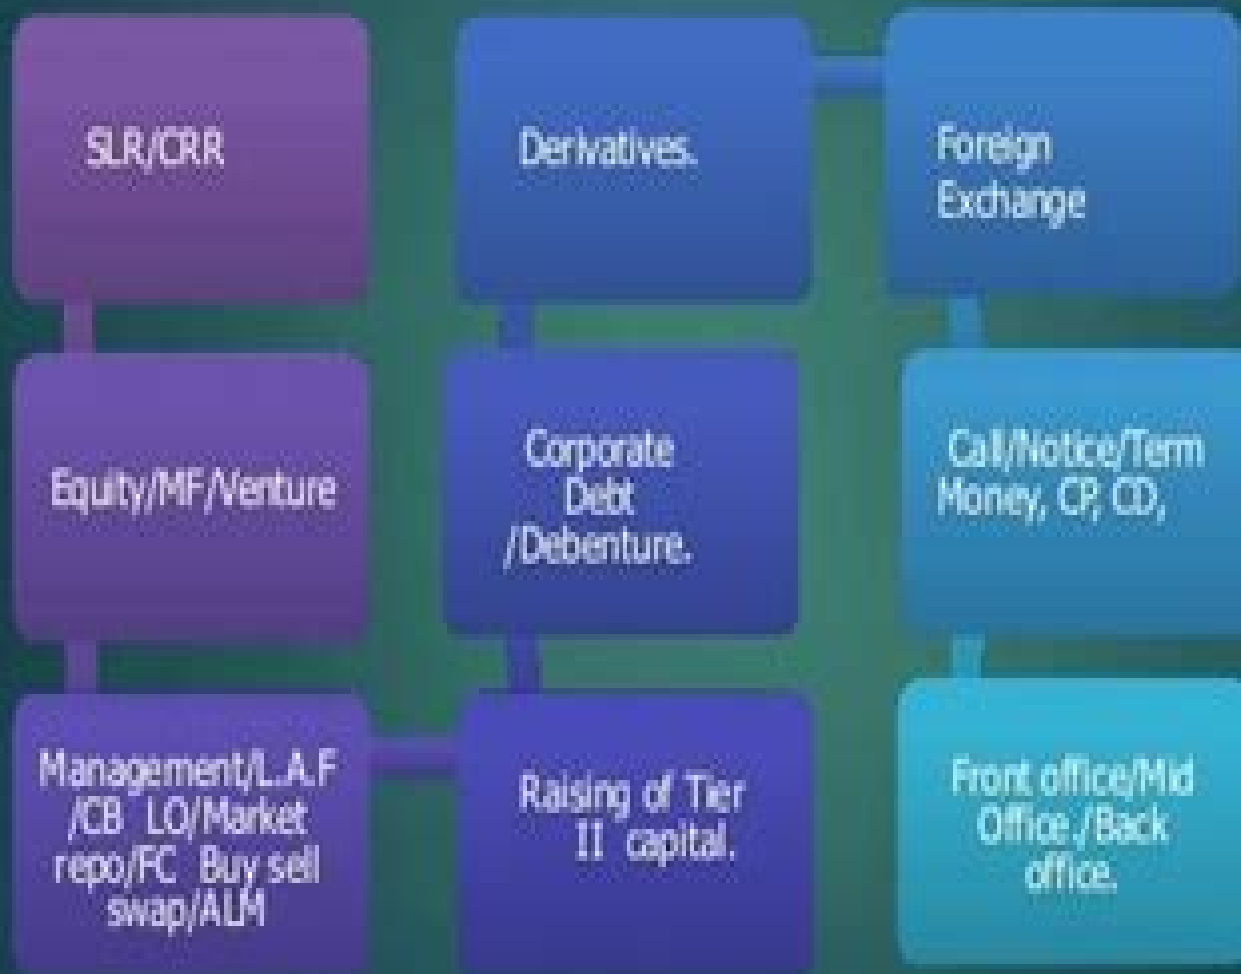 SLR/CRR
Equity/MF/Venture
Management/L.A.F
/CB LO/Market
repo/FC Buy sell
swap/ALM
Raising of Tier
II capital.
Corporate
Debt
/Debenture.
Derivatives.
Foreign
Exchange
Call/Notice/Term
Money, CP, CD,
Front office/Mid
Office./Back
office.